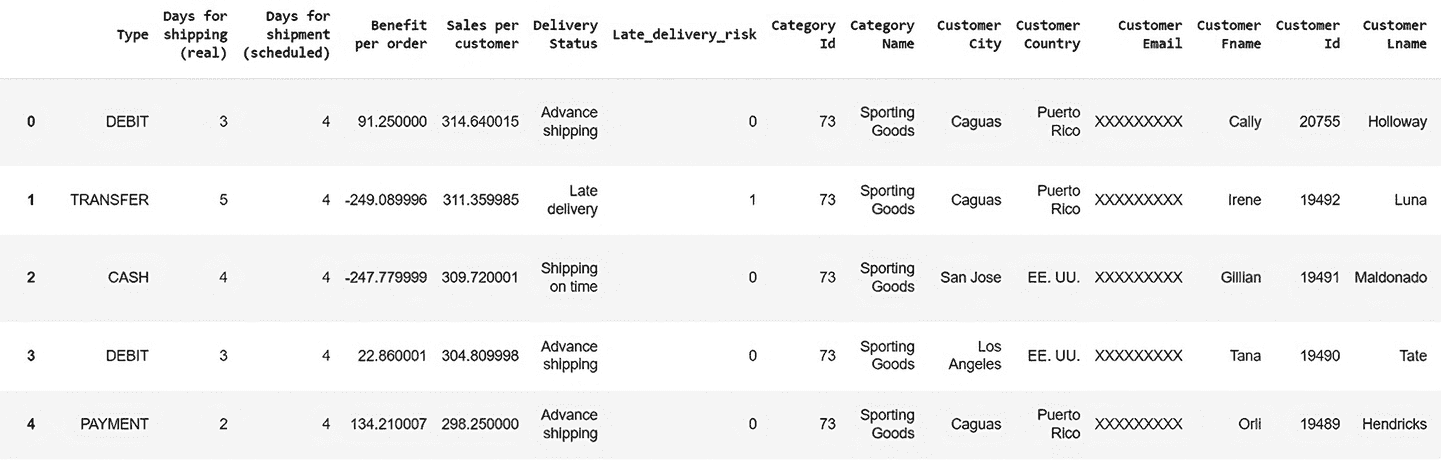 Type Days for shipping (real) Days for shipment (scheduled) Benefit per order Sales per customer Delivery Status Late_delivery_risk Category Id Category Name Customer City Customer Country Customer Email Customer Fname Customer Id Customer Lname
0 DEBIT 3 4 91.250000 314.640015 Advance shipping 0 73 Sporting Goods Caguas Puerto Rico XXXXXXXXX Cally 20755 Holloway
1 TRANSFER 5 4 -249.089996 311.359985 Late delivery 1 73 Sporting Goods Caguas Puerto Rico XXXXXXXXX Irene 19492 Luna
2 CASH 4 4 -247.779999 309.720001 Shipping on time 0 73 Sporting Goods San Jose EE. UU. XXXXXXXXX Gillian 19491 Maldonado
3 DEBIT 3 4 22.860001 304.809998 Advance shipping 0 73 Sporting Goods Los Angeles EE. UU. XXXXXXXXX Tana 19490 Tate
4 PAYMENT 2 4 134.210007 298.250000 Advance shipping 0 73 Sporting Goods Caguas Puerto Rico XXXXXXXXX Orli 19489 Hendricks